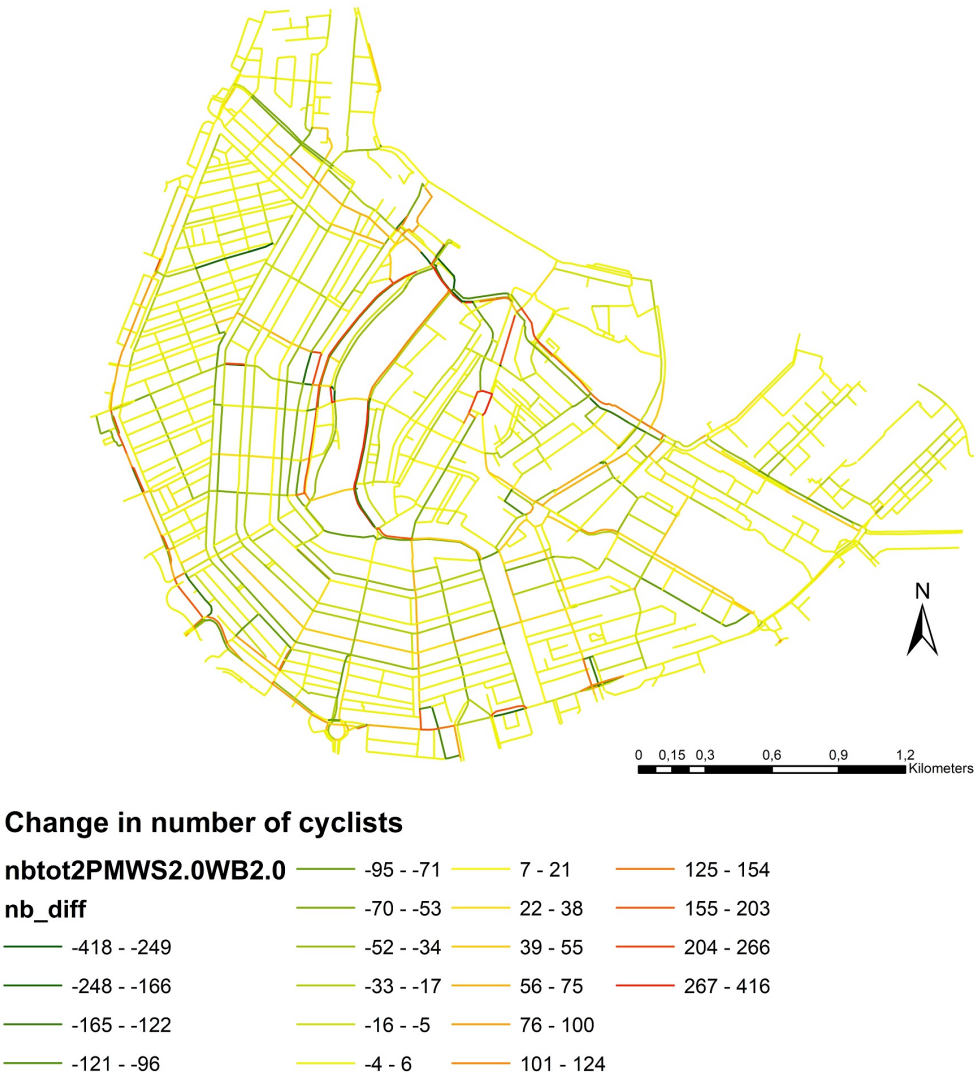 N
0 0,15 0,3 0,6 0,9 1,2
Kilometers
Change in number of cyclists
nbtot2PMWS2.0WB2.0
nb_diff
-418 - -249
-248 - -166
-165 - -122
-121 - -96
-95 - -71
-70 - -53
-52 - -34
-33 - -17
-16 - -5
-4 - 6
7 - 21
22 - 38
39 - 55
56 - 75
76 - 100
101 - 124
125 - 154
155 - 203
204 - 266
267 - 416